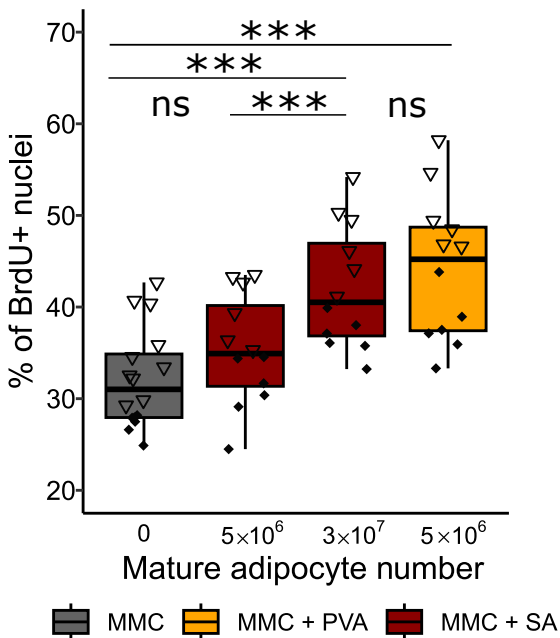 ***
70
***
ns
***
ns
60
50
40
30
20
% of BrdU+ nuclei
0 5×10⁶ 3×10⁷ 5×10⁶
Mature adipocyte number
MMC MMC + PVA MMC + SA